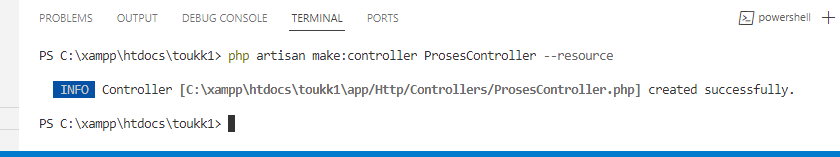 PROBLEMS OUTPUT DEBUG CONSOLE TERMINAL PORTS powershell
PS C:\xampp\htdocs\toukk1> php artisan make:controller ProsesController --resource
INFO Controller [C:\xampp\htdocs\toukk1\app/Http/Controllers/ProsesController.php] created successfully.
PS C:\xampp\htdocs\toukk1>